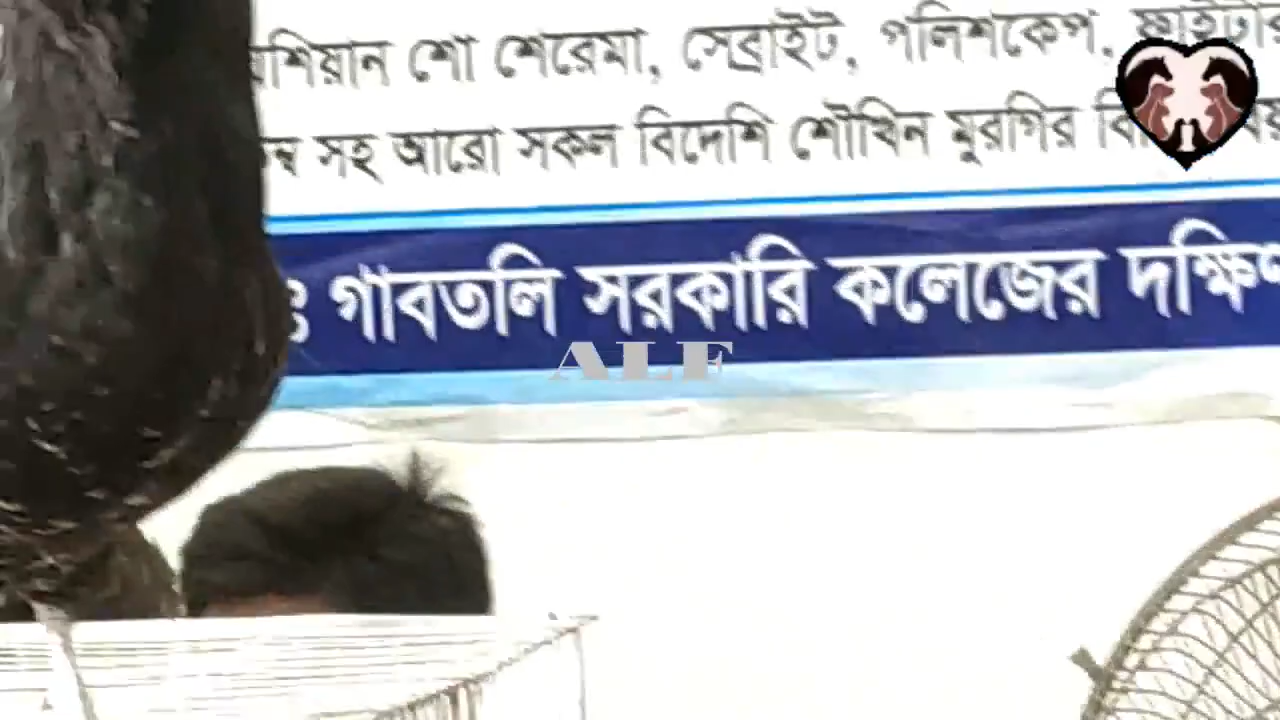 শো শেরেমা, সেব্রাইট, পলিশকেপ,
সহ আরো সকল বিদেশি শৌখিন মুরগির
গাবতলি সরকারি কলেজের
ALF